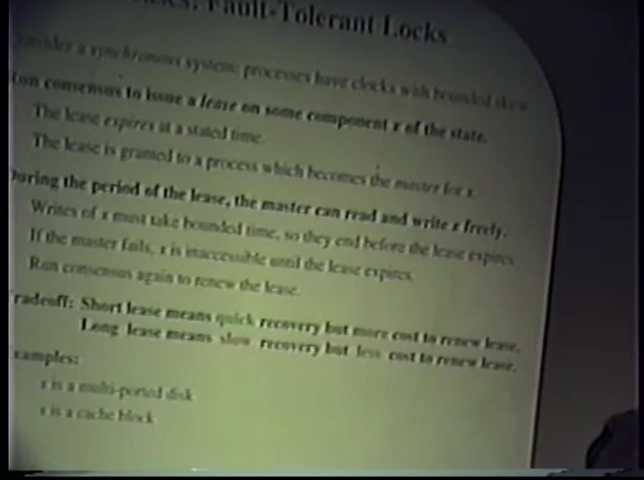 Fault-Tolerant Locks
Consider a synchronous system: processes have clocks with bounded skew
Run consensus to issue a lease on some component x of the state.
The lease expires at a stated time.
The lease is granted to a process which becomes the master for x.
During the period of the lease, the master can read and write x freely.
Writes of x must take bounded time, so they end before the lease expires
If the master fails, x is inaccessible until the lease expires.
Run consensus again to renew the lease.
Tradeoff: Short lease means quick recovery but more cost to renew lease.
Long lease means slow recovery but less cost to renew lease.
Examples:
x is a multi-ported disk
x is a cache block